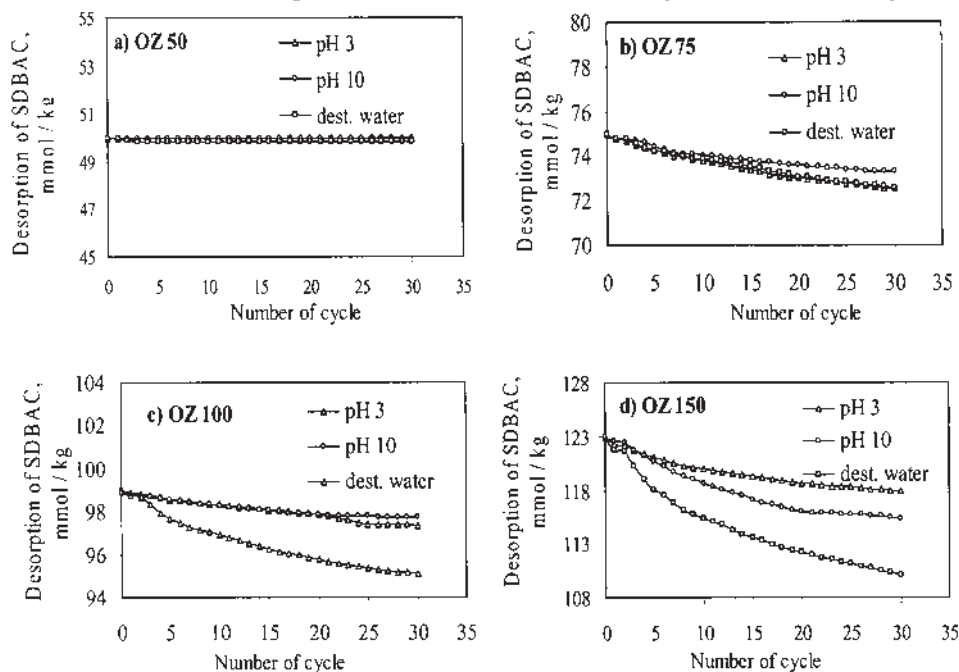 a) OZ 50
pH 3
pH 10
dest. water
Desorption of SDBAC,
mmol / kg
55
53
51
49
47
45
0 5 10 15 20 25 30 35
Number of cycle
b) OZ 75
pH 3
pH 10
dest. water
Desorption of SDBAC,
mmol / kg
80
78
76
74
72
70
0 5 10 15 20 25 30 35
Number of cycle
c) OZ 100
pH 3
pH 10
dest. water
Desorption of SDBAC,
mmol / kg
104
102
100
98
96
94
0 5 10 15 20 25 30 35
Number of cycle
d) OZ 150
pH 3
pH 10
dest. water
Desorption of SDBAC,
mmol / kg
128
123
118
113
108
0 5 10 15 20 25 30 35
Number of cycle